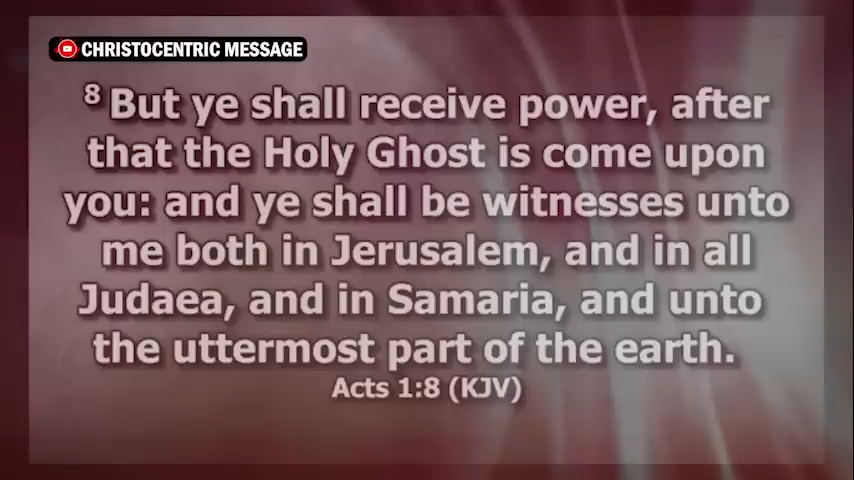 CHRISTOCENTRIC MESSAGE
8 But ye shall receive power, after
that the Holy Ghost is come upon
you: and ye shall be witnesses unto
me both in Jerusalem, and in all
Judaea, and in Samaria, and unto
the uttermost part of the earth.
Acts 1:8 (KJV)